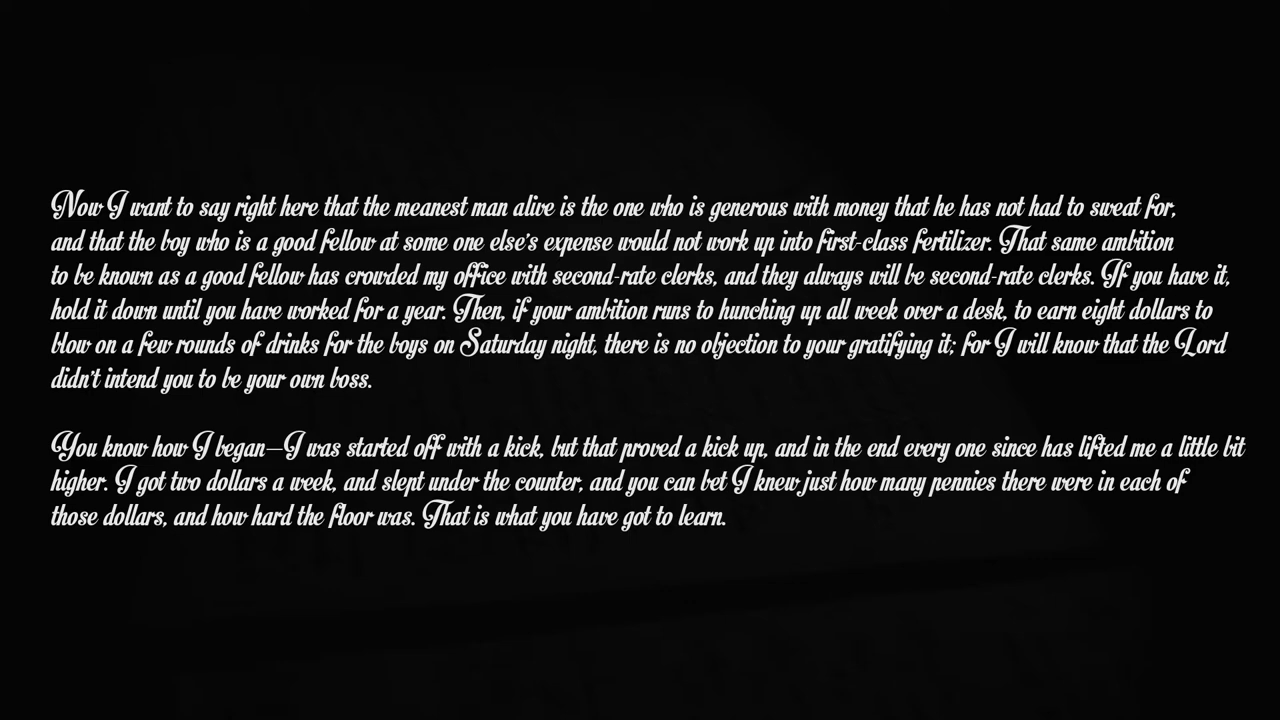 Now I want to say right here that the meanest man alive is the one who is generous with money that he has not had to sweat for,
and that the boy who is a good fellow at some one else's expense would not work up into first-class fertilizer. That same ambition
to be known as a good fellow has crowded my office with second-rate clerks, and they always will be second-rate clerks. If you have it,
hold it down until you have worked for a year. Then, if your ambition runs to hunching up all week over a desk, to earn eight dollars to
blow on a few rounds of drinks for the boys on Saturday night, there is no objection to your gratifying it; for I will know that the Lord
didn't intend you to be your own boss.

You know how I began—I was started off with a kick, but that proved a kick up, and in the end every one since has lifted me a little bit
higher. I got two dollars a week, and slept under the counter, and you can bet I knew just how many pennies there were in each of
those dollars, and how hard the floor was. That is what you have got to learn.